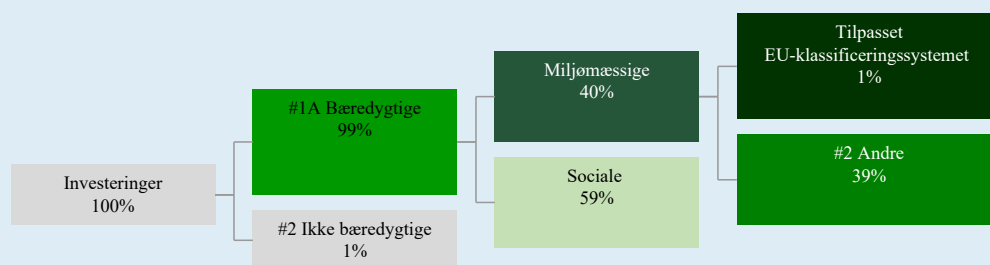 Investeringer
100%
#1A Bæredygtige
99%
#2 Ikke bæredygtige
1%
Miljømæssige
40%
Sociale
59%
Tilpasset
EU-klassificeringssystemet
1%
#2 Andre
39%